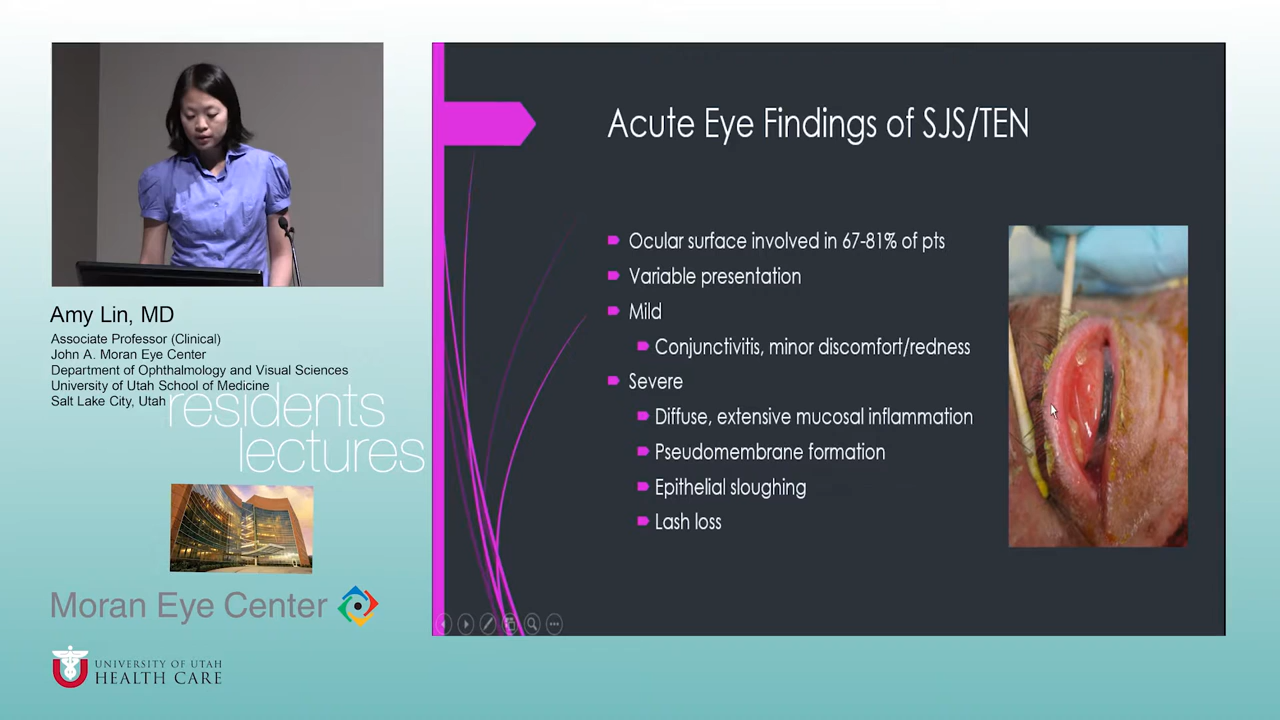 Amy Lin, MD
Associate Professor (Clinical)
John A. Moran Eye Center
Department of Ophthalmology and Visual Sciences
University of Utah School of Medicine
Salt Lake City, Utah
residents
lectures
Moran Eye Center
UNIVERSITY OF UTAH
HEALTH CARE
Acute Eye Findings of SJS/TEN
Ocular surface involved in 67-81% of pts
Variable presentation
Mild
Conjunctivitis, minor discomfort/redness
Severe
Diffuse, extensive mucosal inflammation
Pseudomembrane formation
Epithelial sloughing
Lash loss